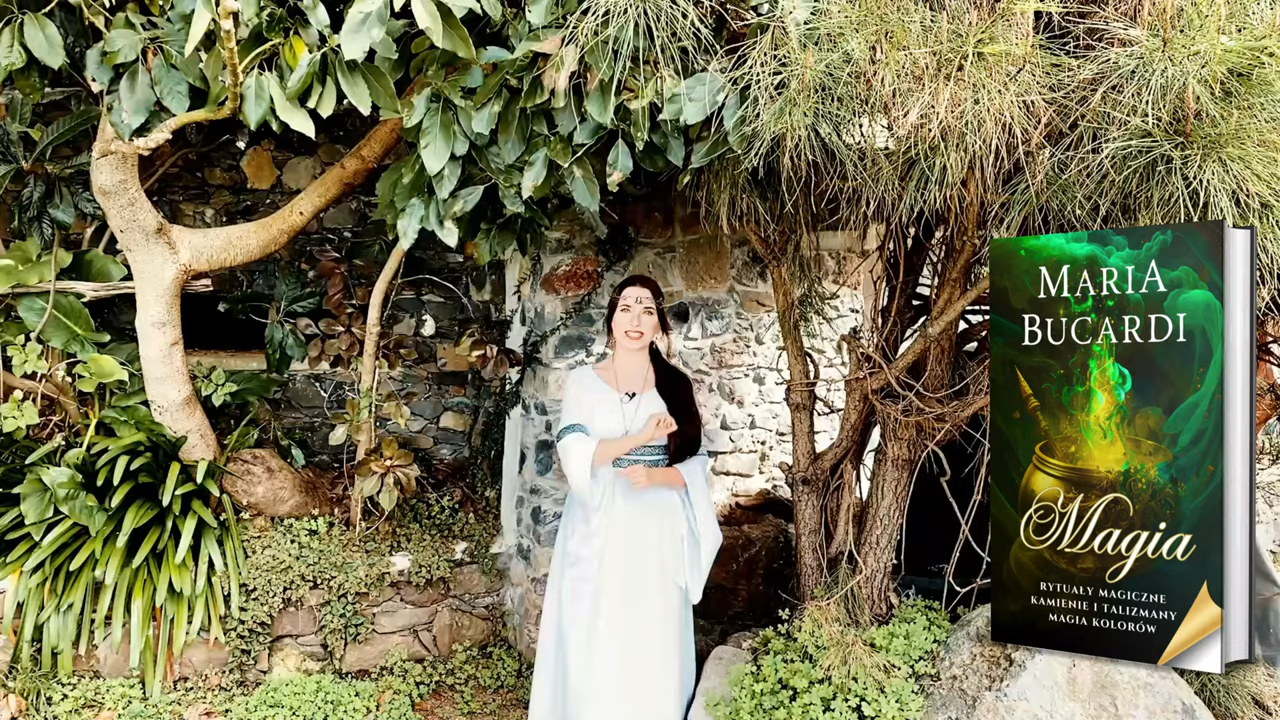 MARIA
BUCARDI
Magia
RYTUAŁY MAGICZNE
KAMIENIE I TALIZMANY
MAGIA KOLORÓW